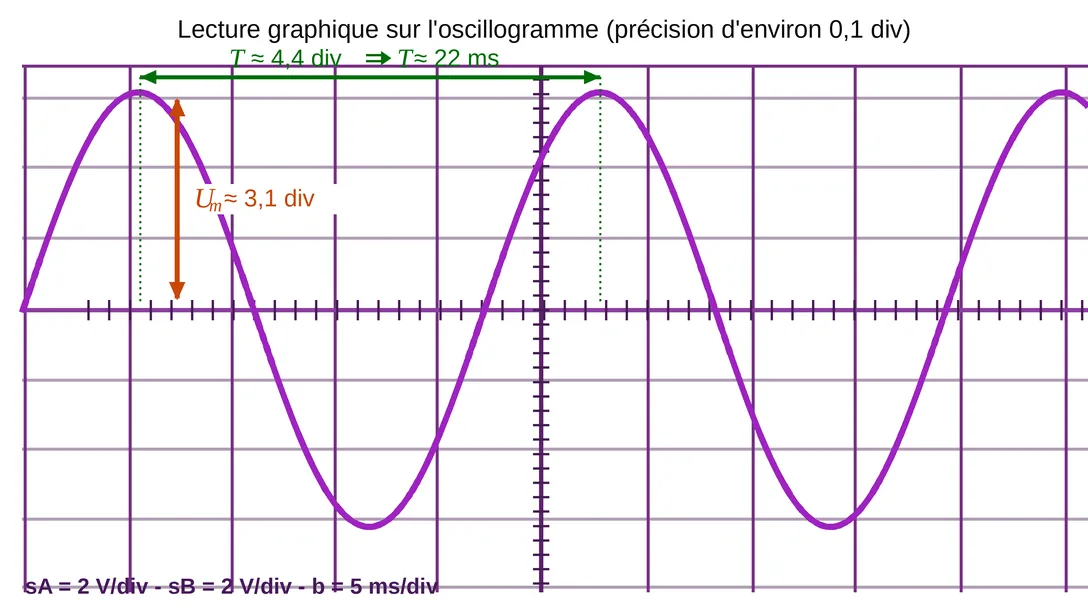 Lecture graphique sur l'oscillogramme (précision d'environ 0,1 div)
T ≈ 4,4 div ⇒ T ≈ 22 ms
Um ≈ 3,1 div
sA = 2 V/div - sB = 2 V/div - b = 5 ms/div